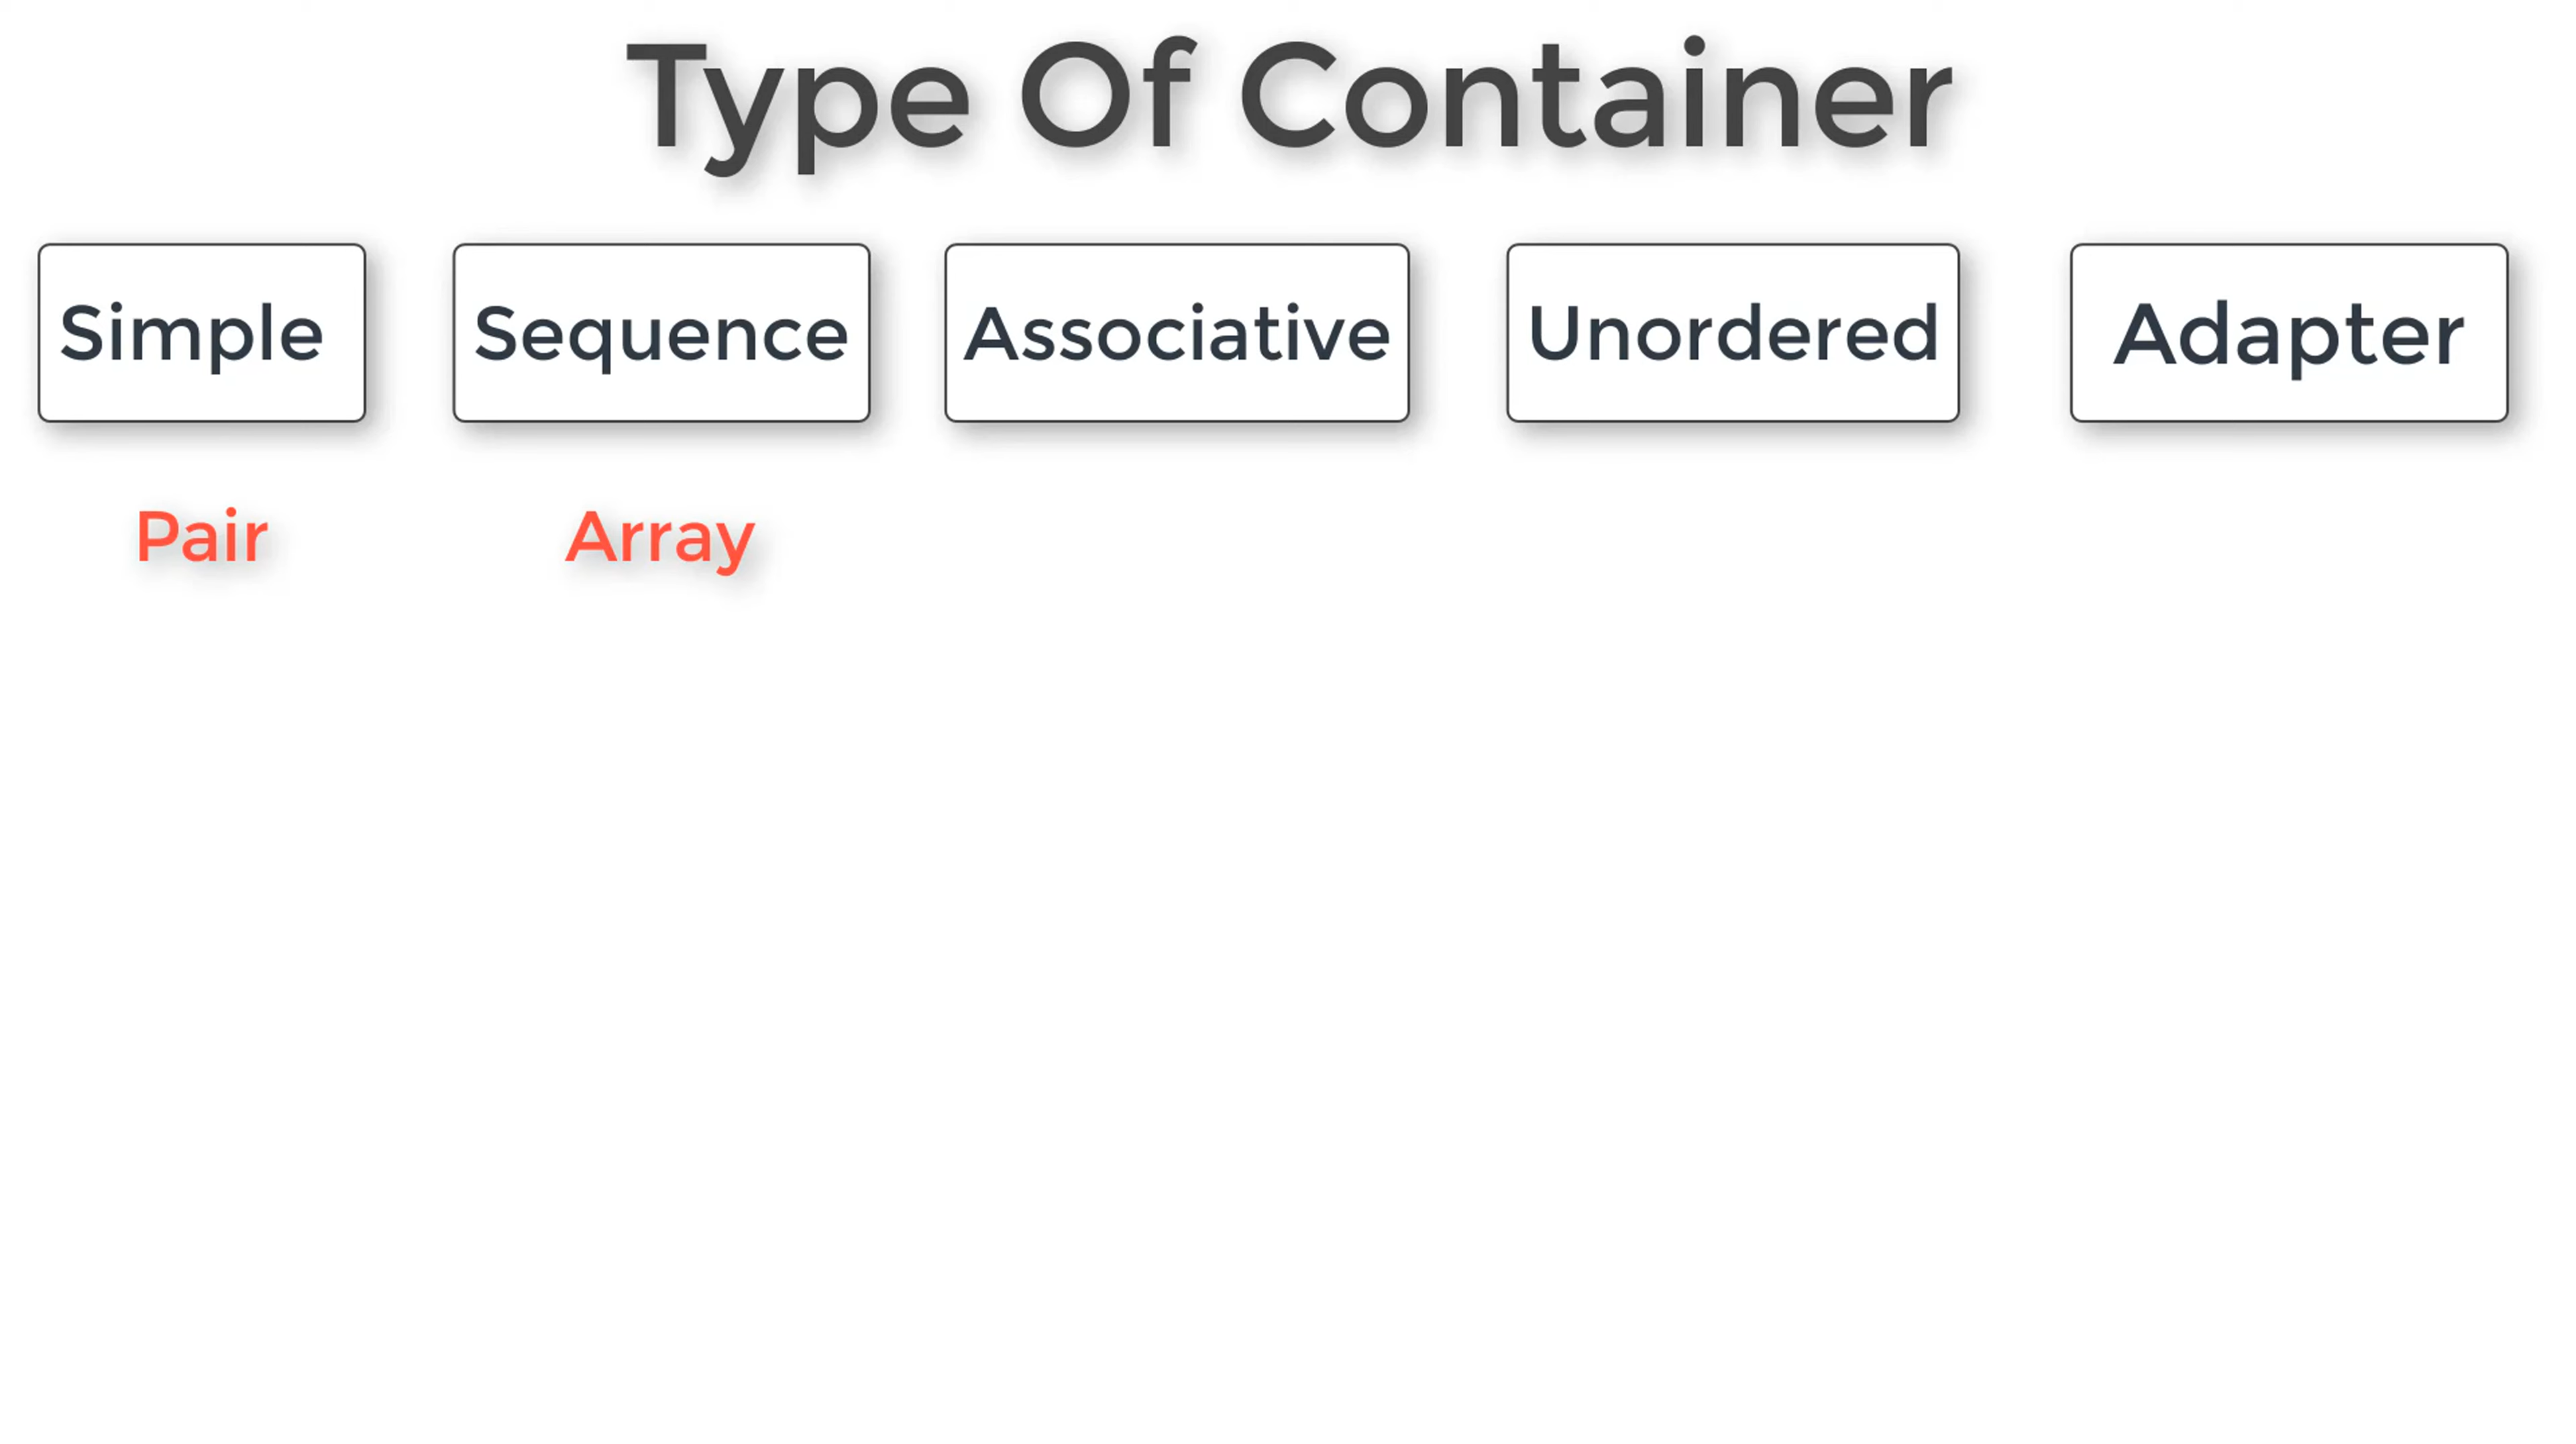 Type Of Container
Simple
Sequence
Associative
Unordered
Adapter
Pair
Array